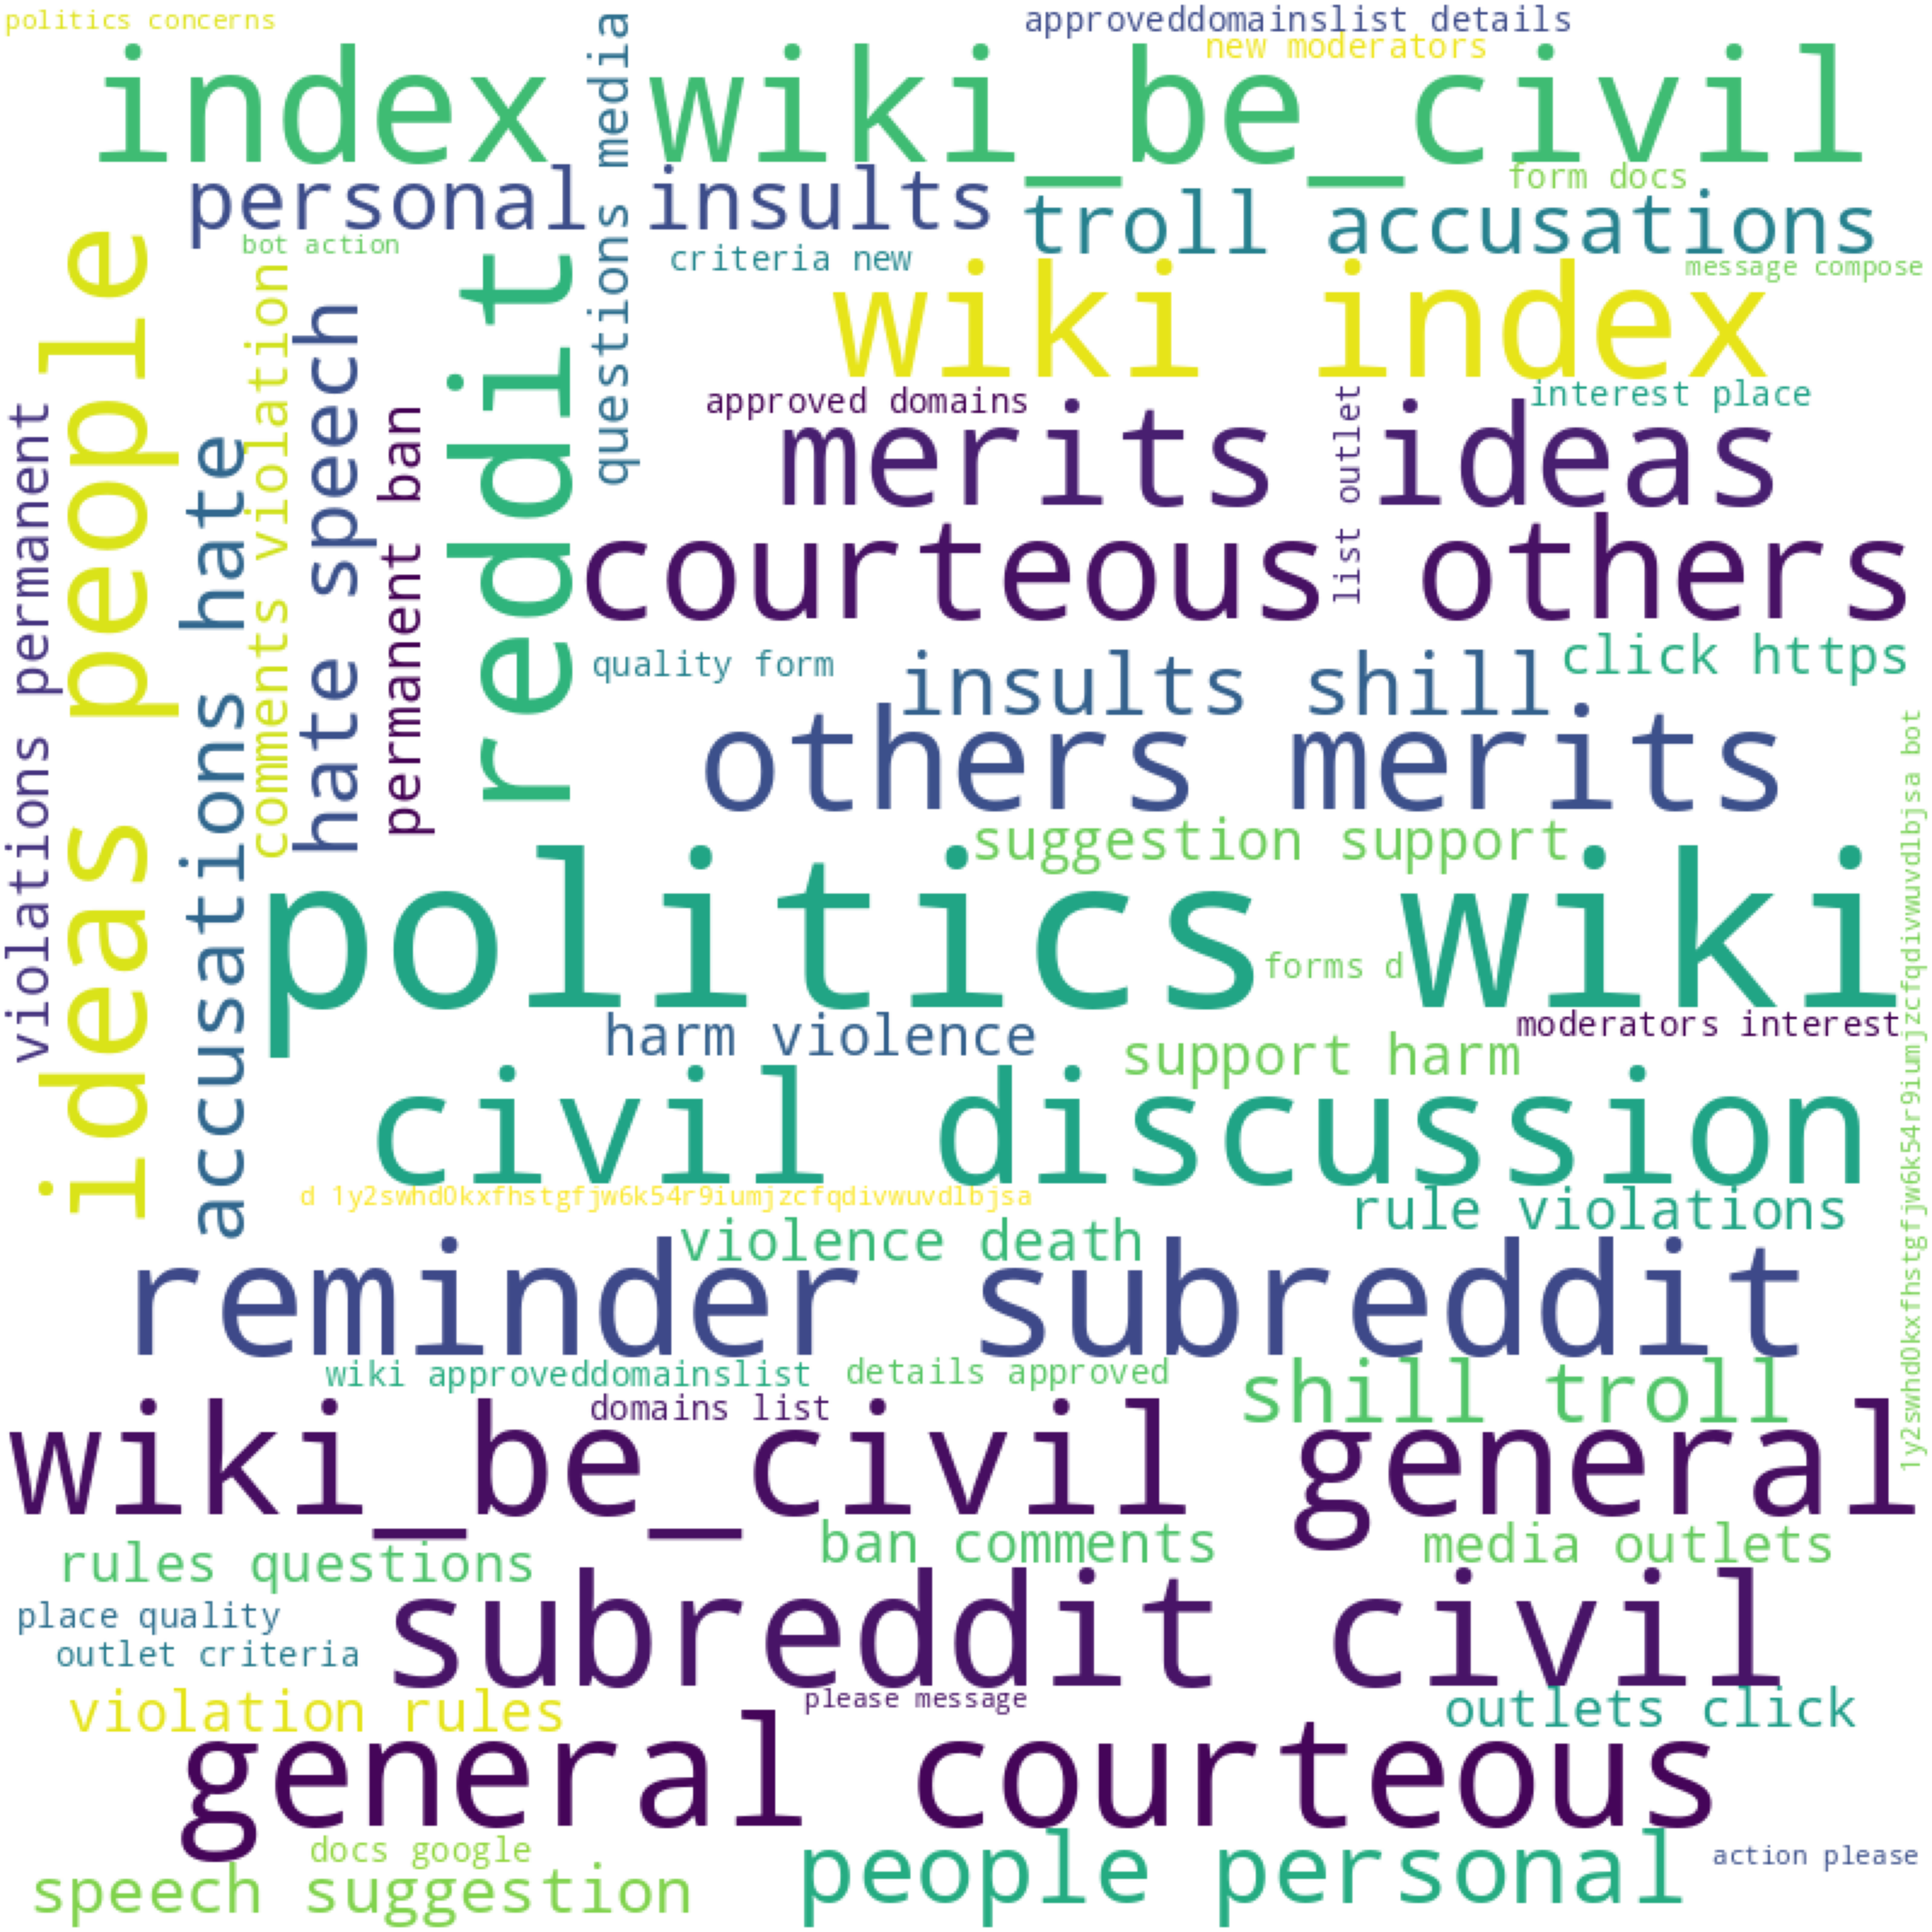 politics concerns
approveddomainslist details
new moderators
index wiki_be_civil
questions media
personal insults
form docs
troll accusations
bot action
criteria new
message compose
wiki index
ideas people
reddit
comments violation
hate speech
approved domains
interest place
list outlet
merits ideas
violations permanent
permanent ban
accusations hate
courteous others
quality form
insults shill
click https
others merits
1y2swhd0kxfhstgfjw6k54r9iumjzcfqdivwuvdlbjsa bot
suggestion support
politics wiki
forms d
harm violence
moderators interest
support harm
civil discussion
d 1y2swhd0kxfhstgfjw6k54r9iumjzcfqdivwuvdlbjsa
rule violations
violence death
reminder subreddit
wiki approveddomainslist
details approved
shill troll
domains list
wiki_be_civil general
rules questions
ban comments
media outlets
subreddit civil
place quality
outlet criteria
violation rules
please message
outlets click
general courteous
docs google
people personal
action please
speech suggestion